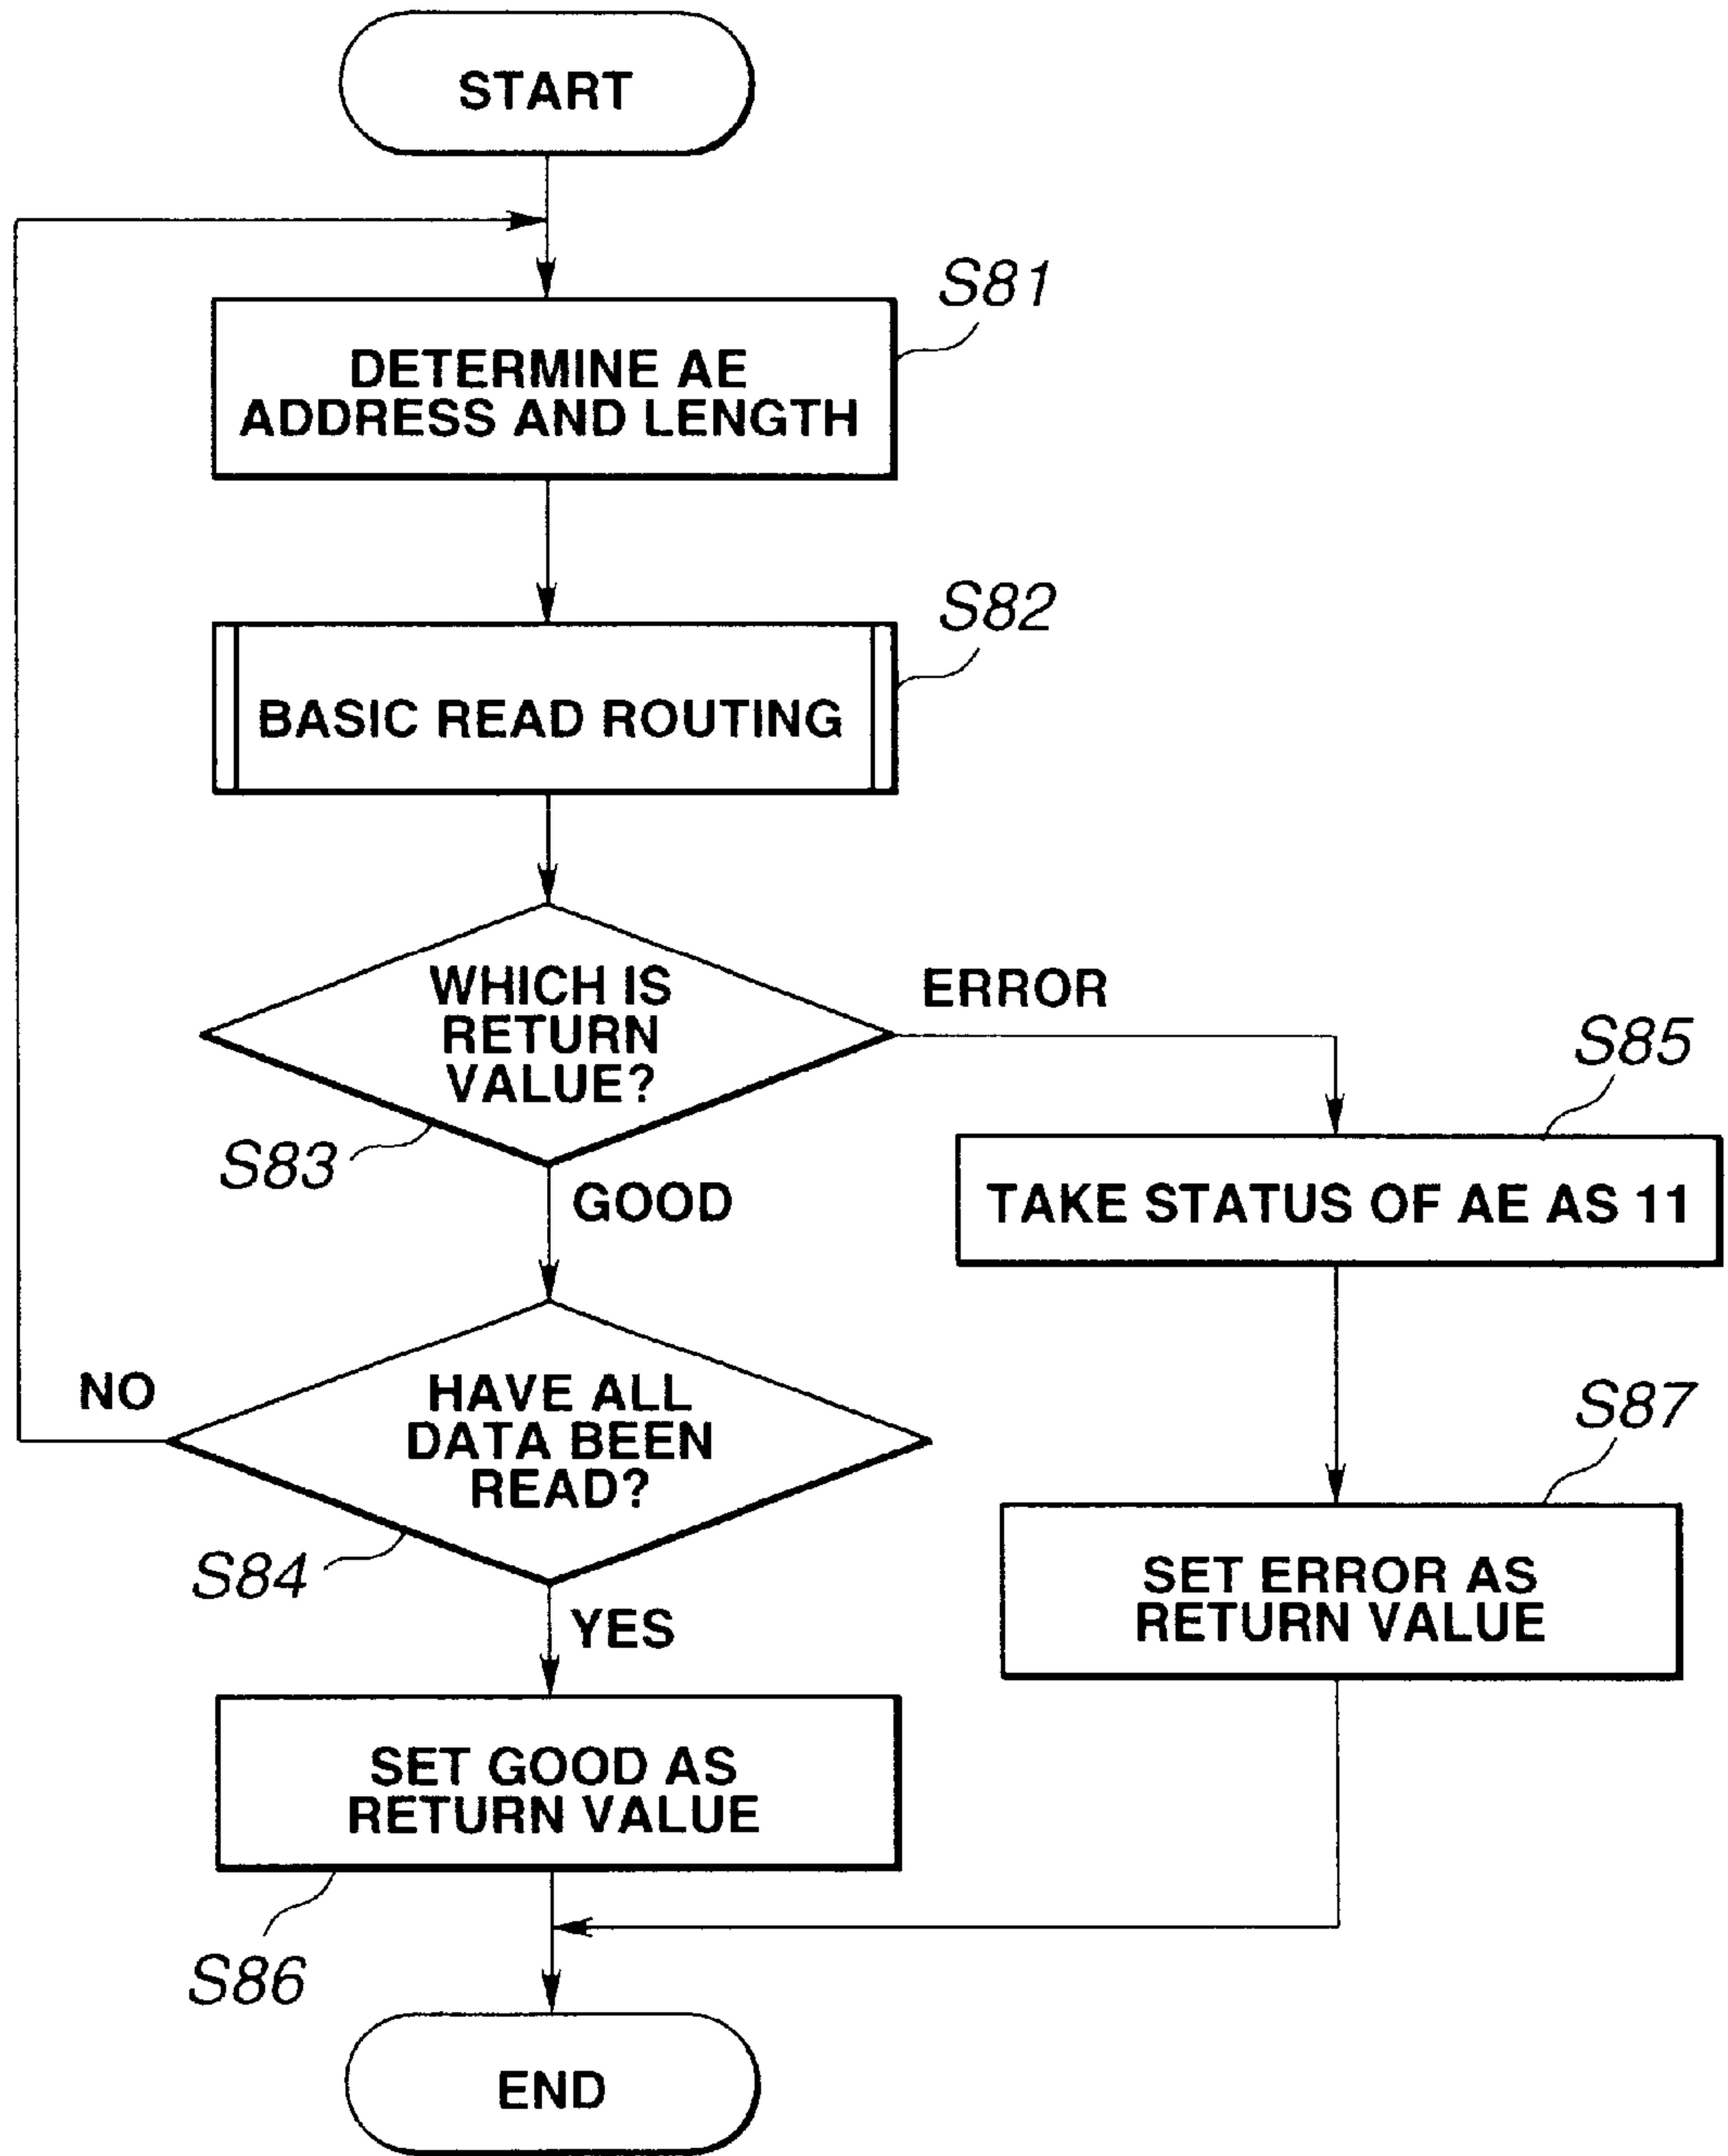 START
S81
DETERMINE AE
ADDRESS AND LENGTH
S82
BASIC READ ROUTING
WHICH IS
RETURN
VALUE?
ERROR
S83
GOOD
S85
TAKE STATUS OF AE AS 11
NO
HAVE ALL
DATA BEEN
READ?
S84
YES
S87
SET ERROR AS
RETURN VALUE
SET GOOD AS
RETURN VALUE
S86
END